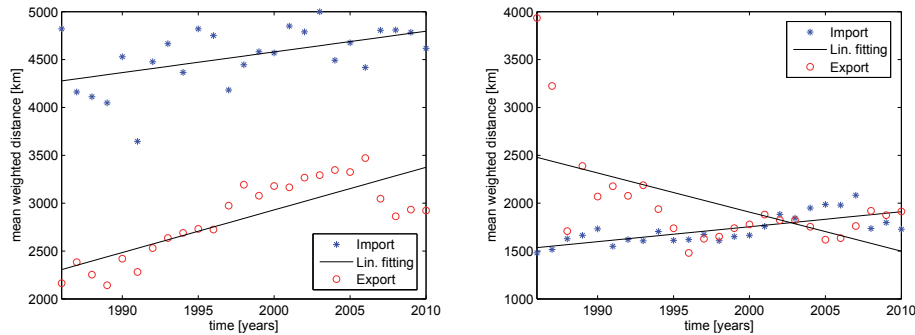 5000
4500
4000
3500
3000
2500
2000
mean weighted distance [km]
1990
1995
2000
2005
2010
time [years]
Import
Lin. fitting
Export
4000
3500
3000
2500
2000
1500
1000
mean weighted distance [km]
1990
1995
2000
2005
2010
time [years]
Import
Lin. fitting
Export